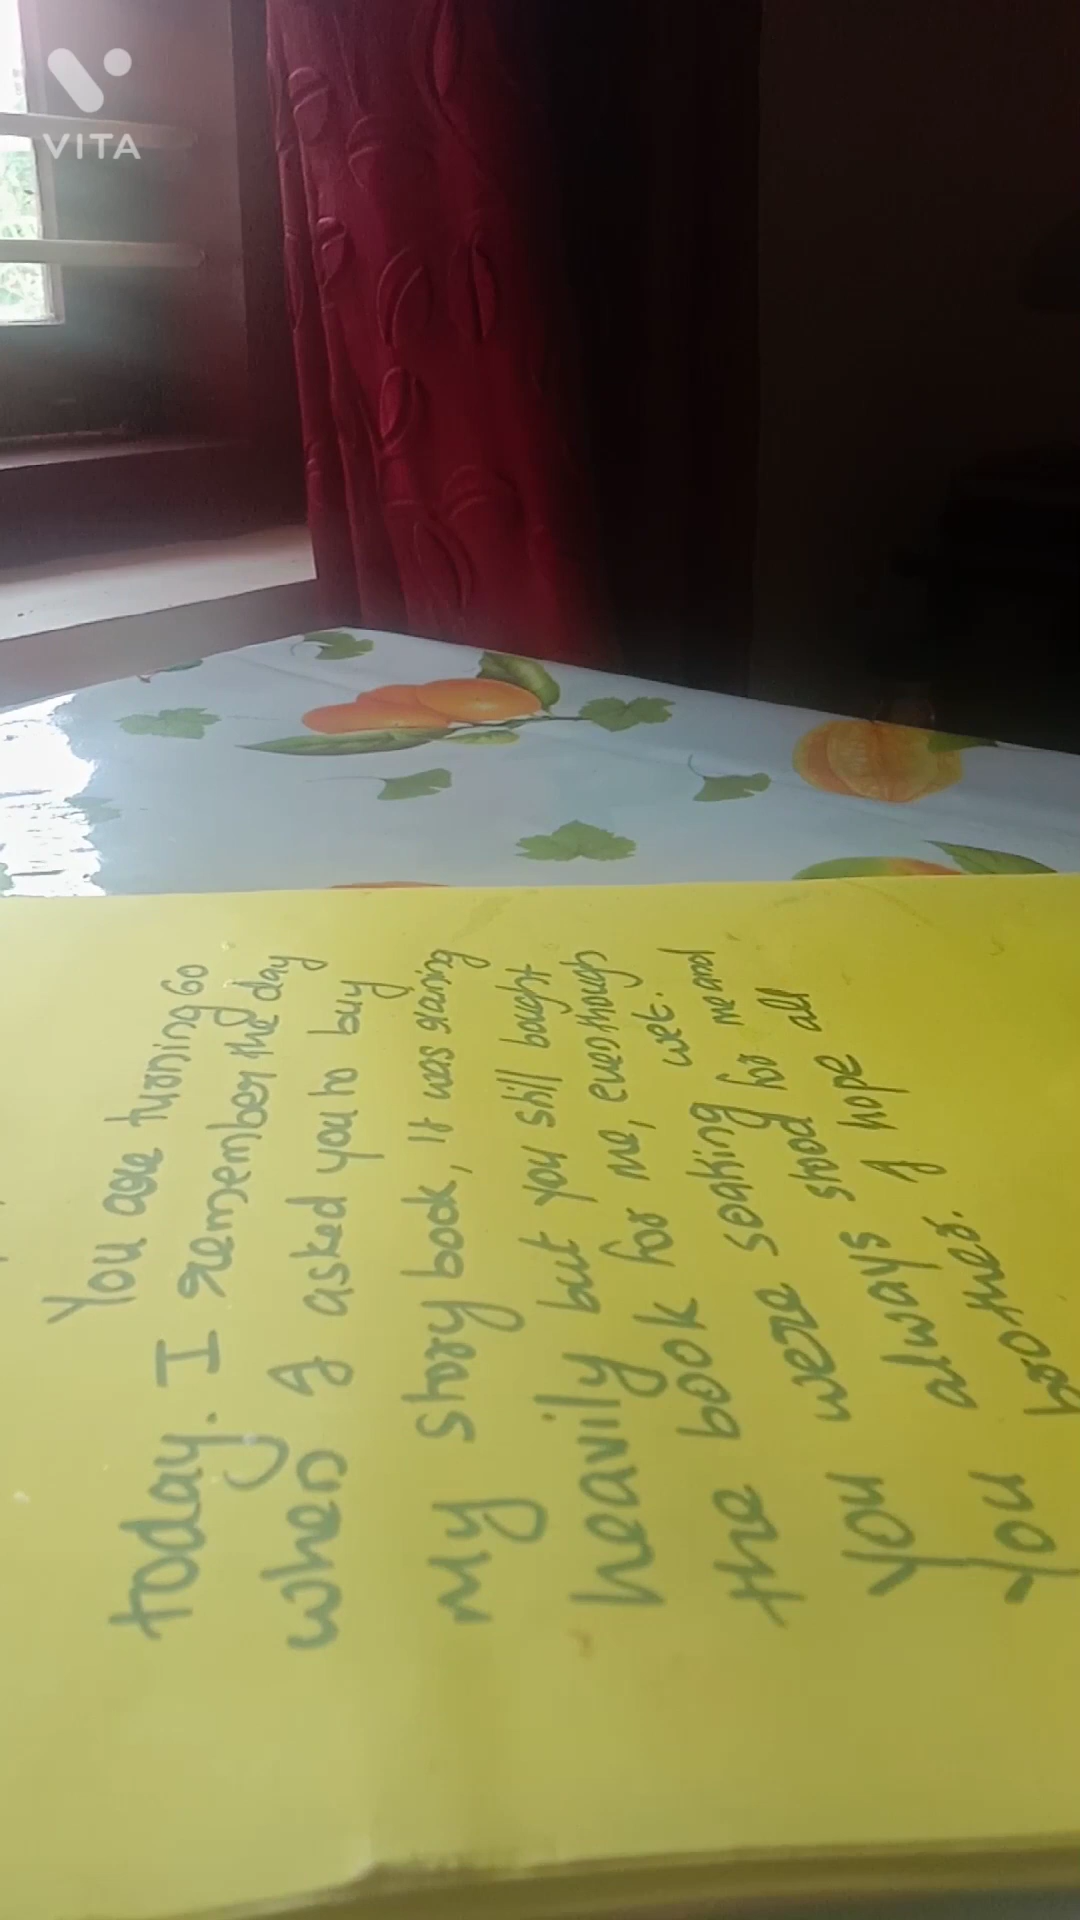 VITA
You are turning 60
today. I remember the day
when I asked you to buy
my story book, It was raining
heavily but you still bought
the book for me, even though
you were soaking wet.
You always stood for me and
brother. I hope all
You